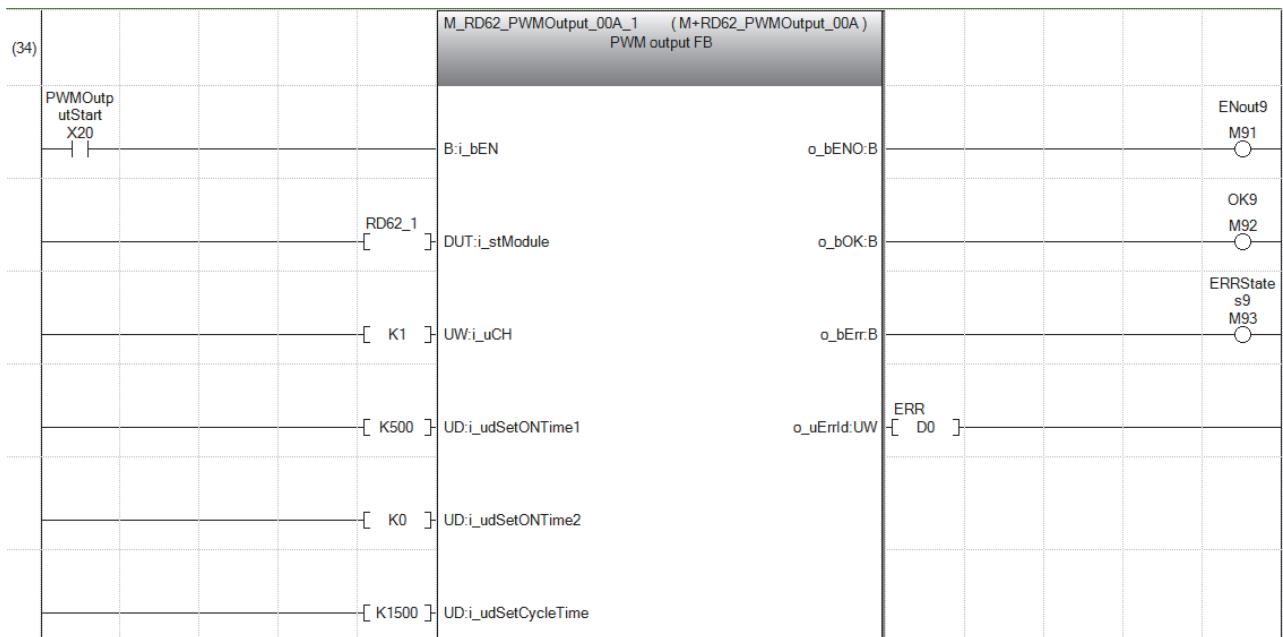 M_RD62_PWMOutput_00A_1 (M+RD62_PWMOutput_00A)
PWM output FB
(34)
PWMOutp
utStart
X20
B:i_bEN
o_bENO:B
ENout9
M91
RD62_1
DUT:i_stModule
o_bOK:B
OK9
M92
K1
UW:i_uCH
o_bErr:B
ERRState
s9
M93
K500
UD:i_udSetONTime1
o_uErrId:UW
ERR
D0
K0
UD:i_udSetONTime2
K1500
UD:i_udSetCycleTime